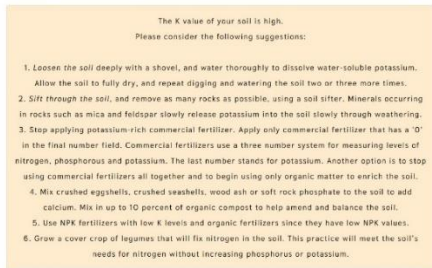 The K value of your soil is high.
Please consider the following suggestions:
1. Loosen the soil deeply with a shovel, and water thoroughly to dissolve water-soluble potassium.
Allow the soil to fully dry, and repeat digging and watering the soil two or three more times.
2. Sift through the soil, and remove as many rocks as possible, using a soil sifter. Minerals occurring
in rocks such as mica and feldspar slowly release potassium into the soil slowly through weathering.
3. Stop applying potassium-rich commercial fertilizer. Apply only commercial fertilizer that has a '0'
in the final number field. Commercial fertilizers use a three number system for measuring levels of
nitrogen, phosphorous and potassium. The last number stands for potassium. Another option is to stop
using commercial fertilizers all together and to begin using only organic matter to enrich the soil.
4. Mix crushed eggshells, crushed seashells, wood ash or soft rock phosphate to the soil to add
calcium. Mix in up to 10 percent of organic compost to help amend and balance the soil.
5. Use NPK fertilizers with low K levels and organic fertilizers since they have low NPK values.
6. Grow a cover crop of legumes that will fix nitrogen in the soil. This practice will meet the soil's
needs for nitrogen without increasing phosphorus or potassium.